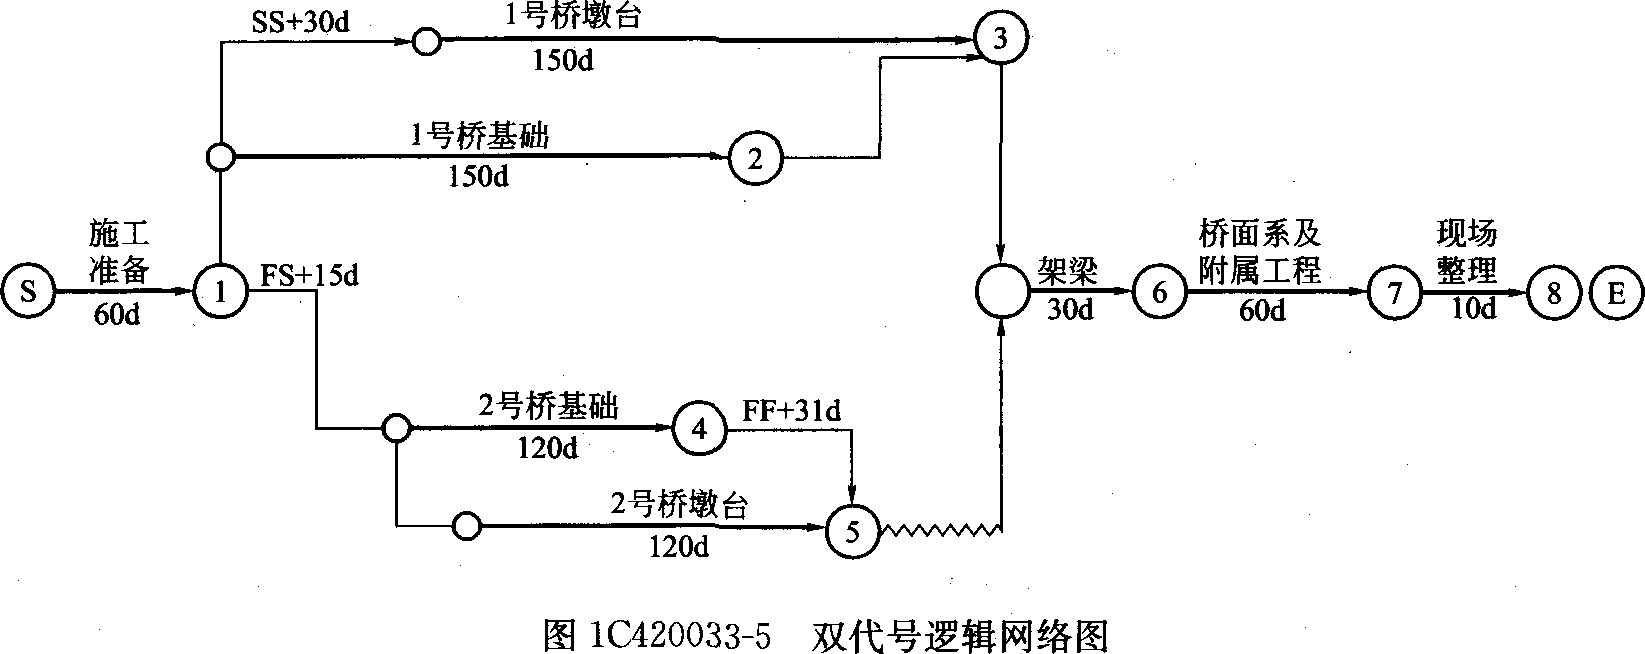 SS+30d
1号桥墩台
150d
3
1号桥基础
150d
2
施工
准备
60d
S
1
FS+15d
架梁
30d
6
桥面系及
附属工程
60d
7
现场
整理
10d
8
E
2号桥基础
120d
4
FF+31d
2号桥墩台
120d
5
图 1C420033-5 双代号逻辑网络图